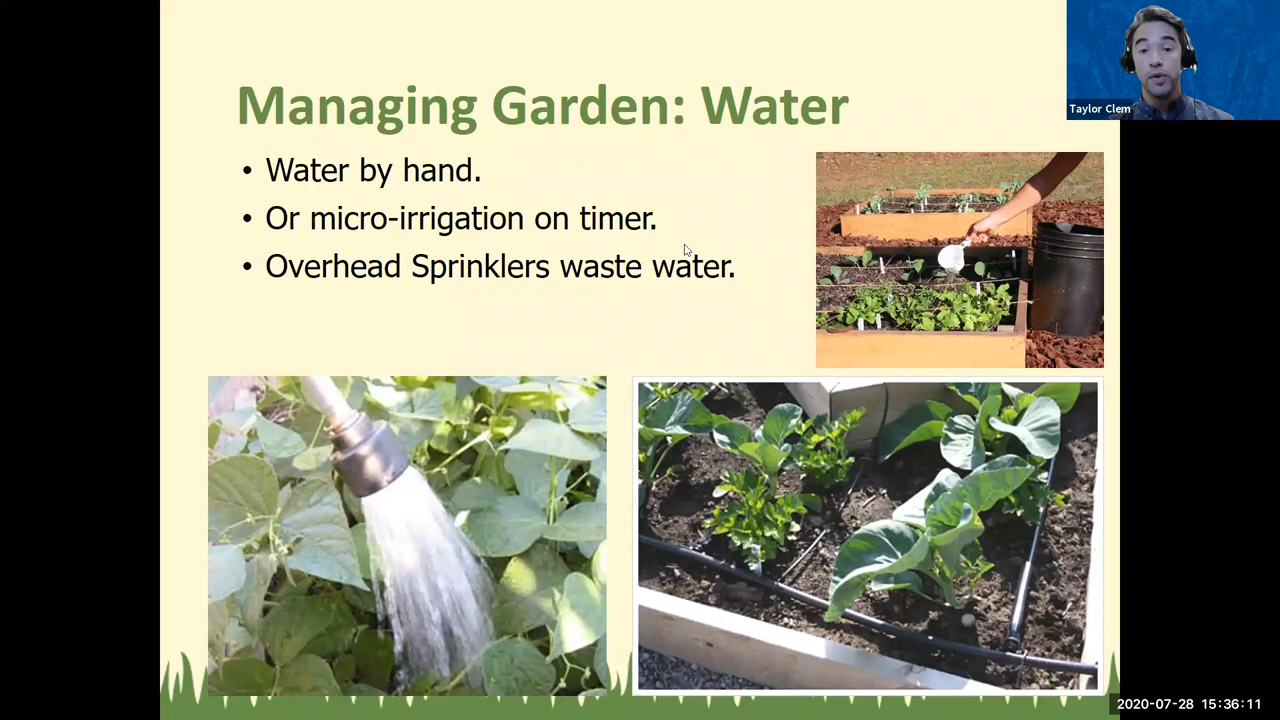 Managing Garden: Water
• Water by hand.
• Or micro-irrigation on timer.
• Overhead Sprinklers waste water.
Taylor Clem
2020-07-28 15:36:11